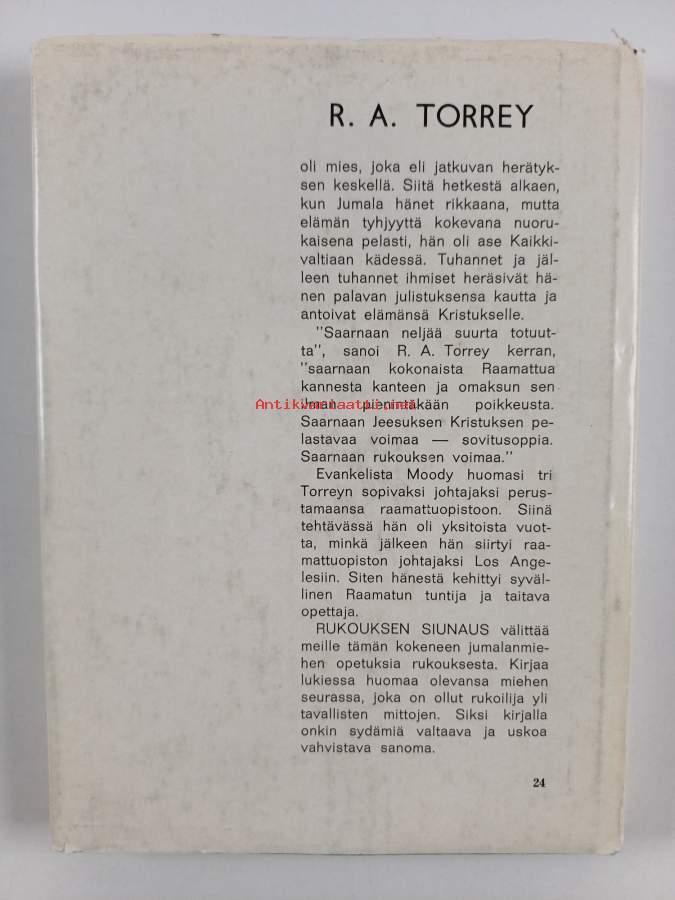 R. A. TORREY
oli mies, joka eli jatkuvan herätyk-
sen keskellä. Siitä hetkestä alkaen,
kun Jumala hänet rikkaana, mutta
elämän tyhjyyttä kokevana nuoru-
kaisena pelasti, hän oli ase Kaikki-
valtiaan kädessä. Tuhannet ja jäl-
leen tuhannet ihmiset heräsivät hä-
nen palavan julistuksensa kautta ja
antoivat elämänsä Kristukselle.
"Saarnaan neljää suurta totuut-
ta", sanoi R. A. Torrey kerran,
"saarnaan kokonaista Raamattua
kannesta kanteen ja omaksun sen
ilman pienintäkään poikkeusta.
Saarnaan Jeesuksen Kristuksen pe-
lastavaa voimaa — sovitusoppia.
Saarnaan rukouksen voimaa."
Evankelista Moody huomasi tri
Torreyn sopivaksi johtajaksi perus-
tamaansa raamattuopistoon. Siinä
tehtävässä hän oli yksitoista vuot-
ta, minkä jälkeen hän siirtyi raa-
mattuopiston johtajaksi Los Ange-
lesiin. Siten hänestä kehittyi syväl-
linen Raamatun tuntija ja taitava
opettaja.
RUKOUKSEN SIUNAUS välittää
meille tämän kokeneen jumalanmie-
hen opetuksia rukouksesta. Kirjaa
lukiessa huomaa olevansa miehen
seurassa, joka on ollut rukoilija yli
tavallisten mittojen. Siksi kirjalla
onkin sydämiä valtaava ja uskoa
vahvistava sanoma.
24